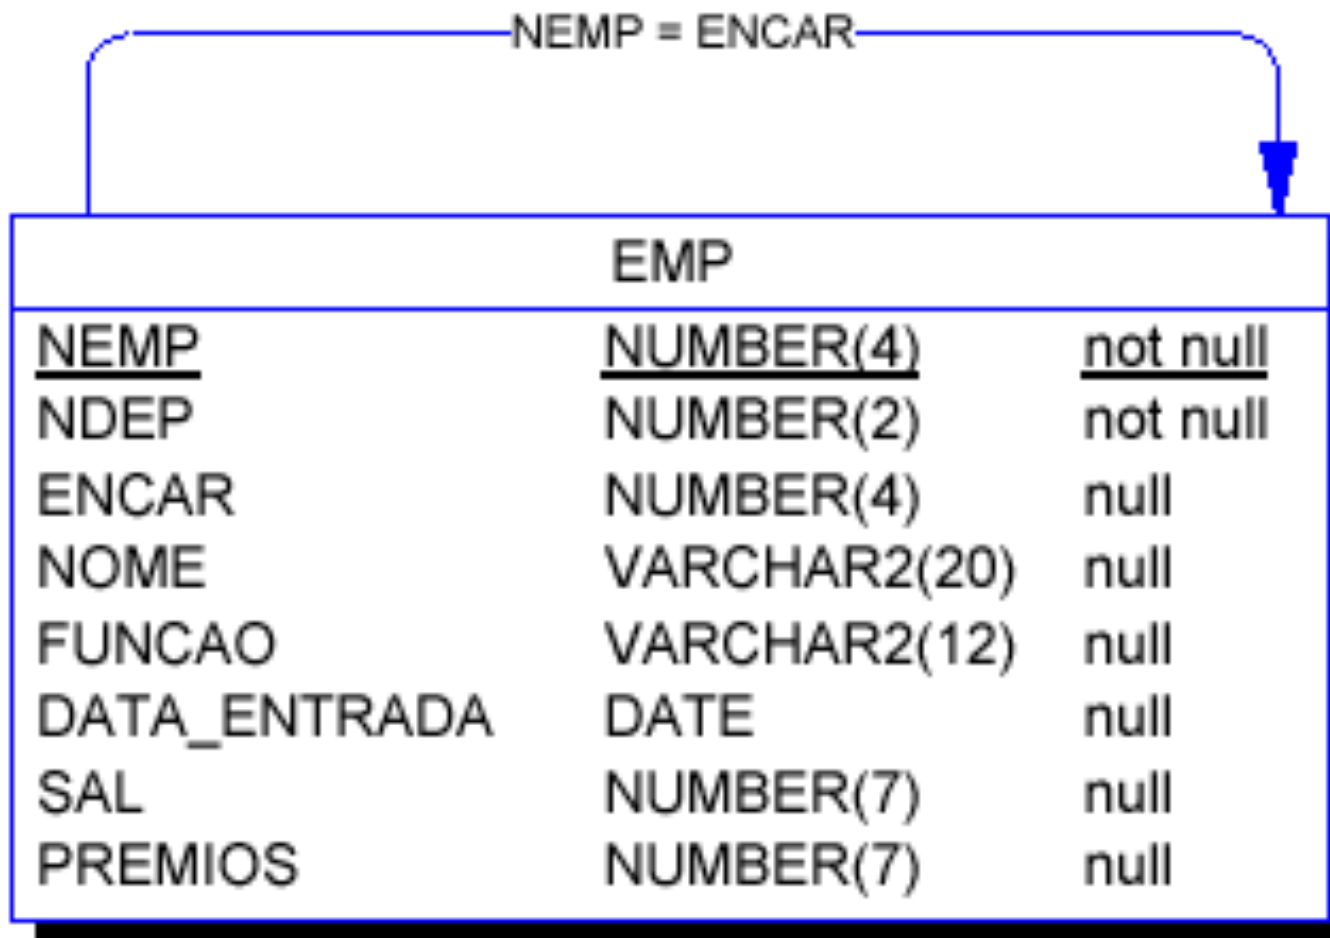 NEMP = ENCAR
EMP
NEMP NUMBER(4) not null
NDEP NUMBER(2) not null
ENCAR NUMBER(4) null
NOME VARCHAR2(20) null
FUNCAO VARCHAR2(12) null
DATA_ENTRADA DATE null
SAL NUMBER(7) null
PREMIOS NUMBER(7) null